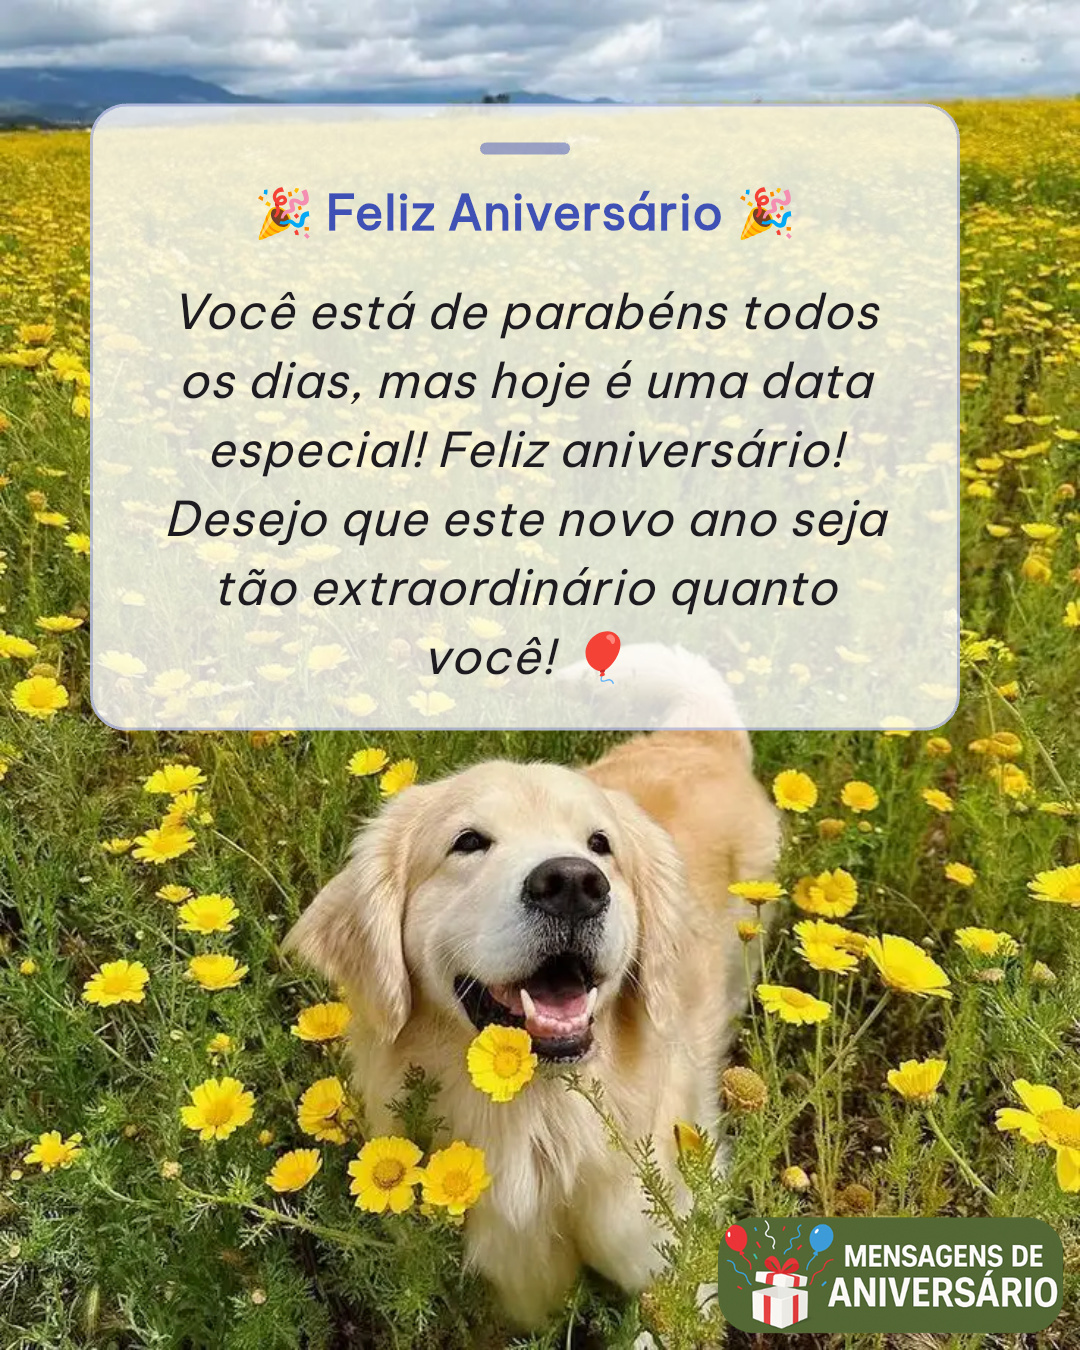 🎉 Feliz Aniversário 🎉
Você está de parabéns todos
os dias, mas hoje é uma data
especial! Feliz aniversário!
Desejo que este novo ano seja
tão extraordinário quanto
você! 🎈
MENSAGENS DE
ANIVERSÁRIO